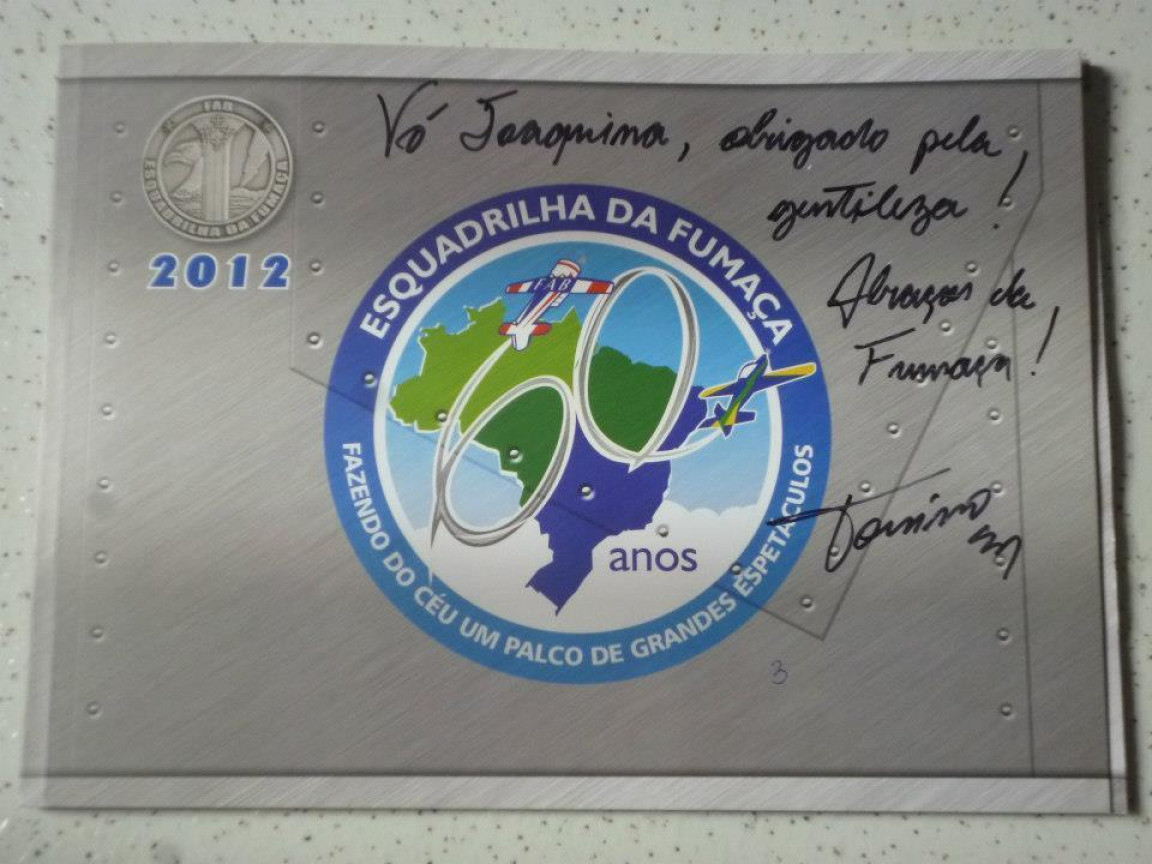 Vó Joaquina, obrigado pela
gentileza!
Abraços da
Fumaça!
FAB
ESQUADRILHA DA FUMAÇA
2012
ESQUADRILHA DA FUMAÇA
FAB
60
anos
FAZENDO DO CÉU UM PALCO DE GRANDES ESPETÁCULOS
3